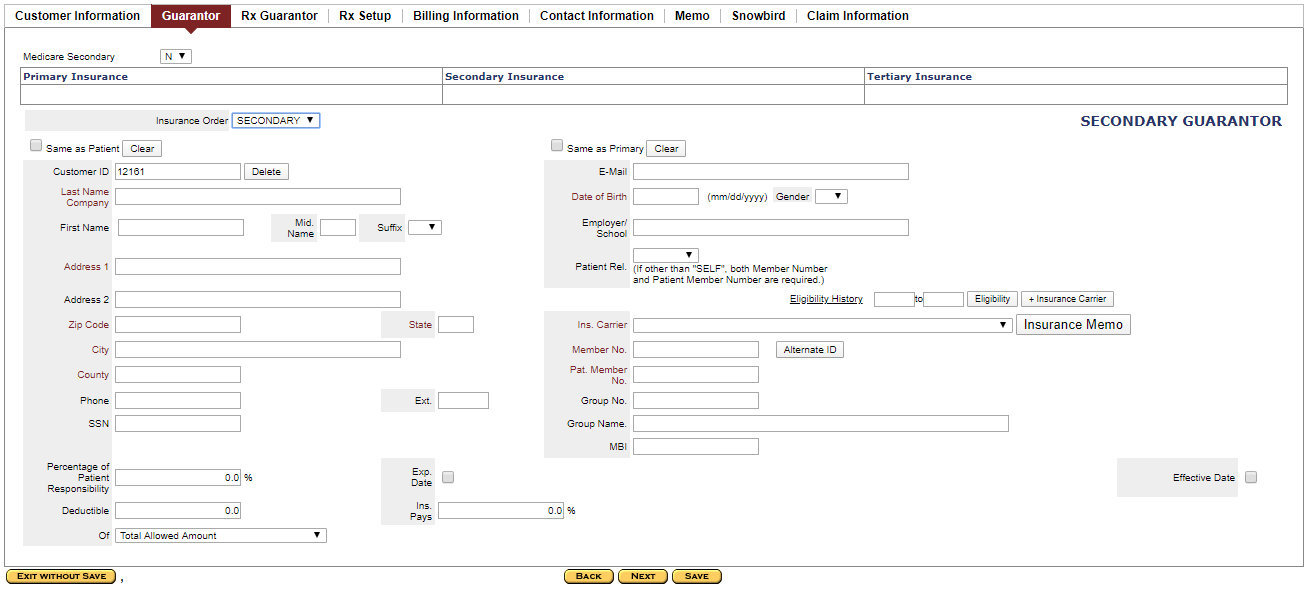 Customer Information Guarantor Rx Guarantor Rx Setup Billing Information Contact Information Memo Snowbird Claim Information
Medicare Secondary N
Primary Insurance Secondary Insurance Tertiary Insurance
Insurance Order SECONDARY SECONDARY GUARANTOR
Same as Patient Clear Same as Primary Clear
Customer ID 12161 Delete E-Mail
Last Name
Company
Date of Birth (mm/dd/yyyy) Gender
First Name Mid.
Name
Suffix Employer/
School
Address 1 Patient Rel.
(If other than "SELF", both Member Number
and Patient Member Number are required.)
Address 2 Eligibility History to Eligibility + Insurance Carrier
Zip Code State Ins. Carrier Insurance Memo
City Member No. Alternate ID
County Pat. Member
No.
Phone Ext. Group No.
SSN Group Name.
MBI
Percentage of
Patient
Responsibility
0.0 % Exp.
Date
Effective Date
Deductible 0.0 Ins.
Pays
0.0 %
Of Total Allowed Amount
EXIT WITHOUT SAVE , BACK NEXT SAVE